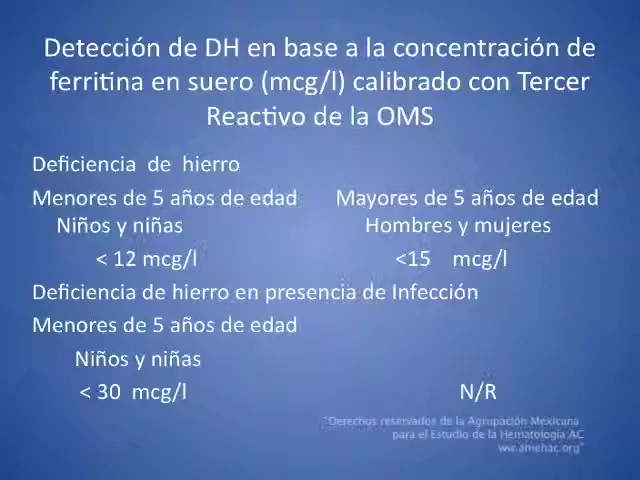 Detección de DH en base a la concentración de
ferritina en suero (mcg/l) calibrado con Tercer
Reactivo de la OMS
Deficiencia de hierro
Menores de 5 años de edad Mayores de 5 años de edad
Niños y niñas Hombres y mujeres
< 12 mcg/l <15 mcg/l
Deficiencia de hierro en presencia de Infección
Menores de 5 años de edad
Niños y niñas
< 30 mcg/l N/R
"Derechos reservados de la Agrupación Mexicana
para el Estudio de la Hematología AC
ww.amehac.org"